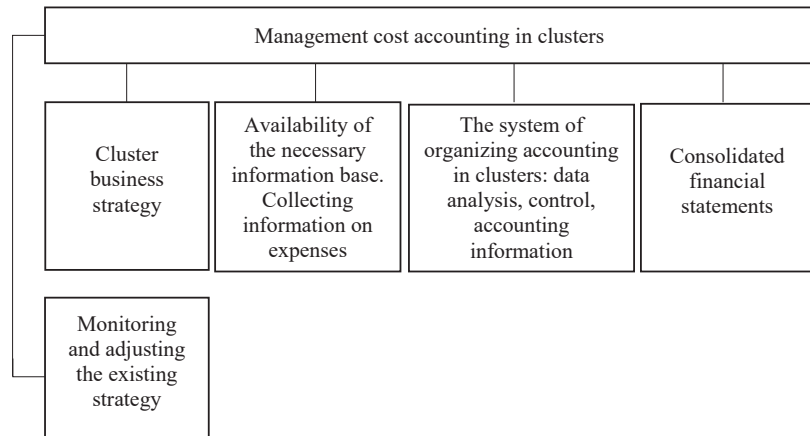 Management cost accounting in clusters
Cluster
business
strategy
Availability of
the necessary
information base.
Collecting
information on
expenses
The system of
organizing accounting
in clusters: data
analysis, control,
accounting
information
Consolidated
financial
statements
Monitoring
and adjusting
the existing
strategy